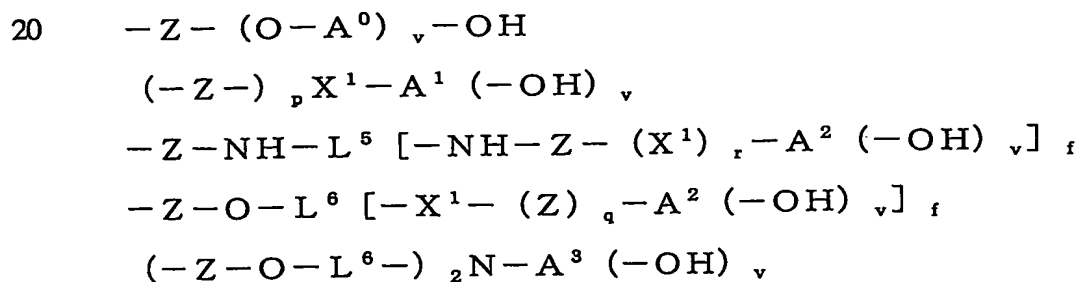 20 －Z－ (O－A⁰) ᵥ－OH
(－Z－) ₚX¹－A¹ (－OH) ᵥ
－Z－NH－L⁵ [－NH－Z－ (X¹) ᵣ－A² (－OH) ᵥ] f
－Z－O－L⁶ [－X¹－ (Z) q－A² (－OH) ᵥ] f
(－Z－O－L⁶－) ₂N－A³ (－OH) ᵥ